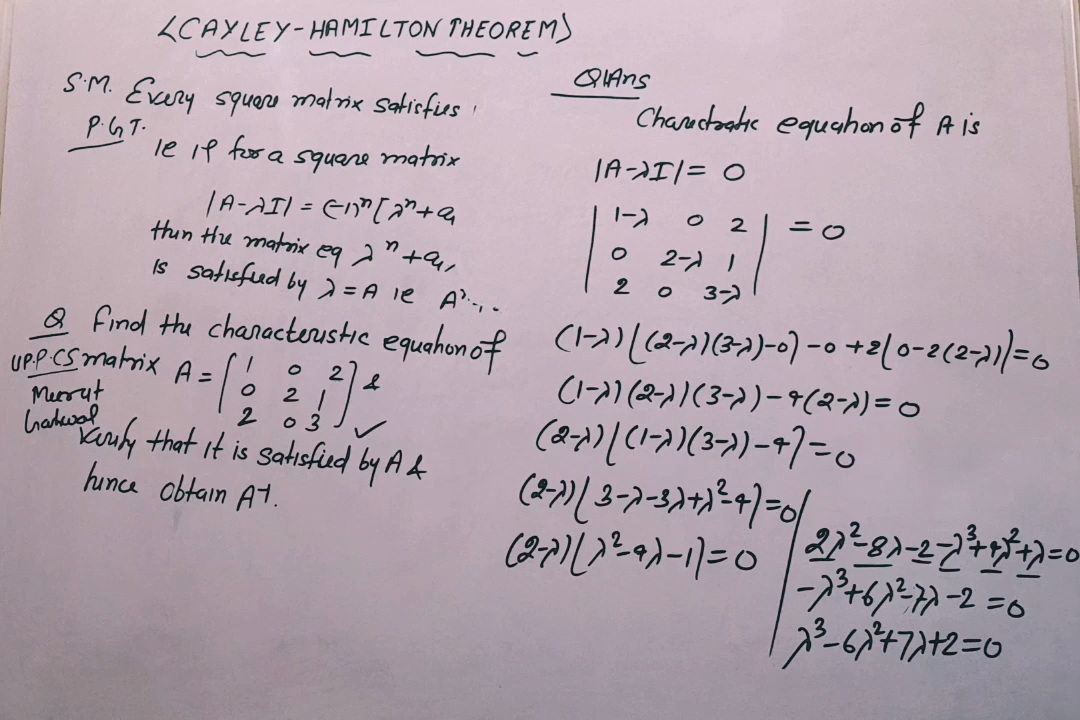 <CAYLEY-HAMILTON THEOREM>
S.M. Every square matrix satisfies
P.G.T.
ie if for a square matrix
|A-λI| = (-1)ⁿ[λⁿ+a₁
then the matrix eq λⁿ+a₁,
is satisfied by λ=A ie
Q find the characteristic equation of
U.P.P.CS matrix A = [1 0 2
0 2 1
2 0 3] &
Meerut
Garhwal
Verify that it is satisfied by A &
hence obtain A⁻¹.
Q1Ans
equation of A is
|A-λI| = 0
|1-λ 0 2| = 0
0 2-λ 1
2 0 3-λ
(1-λ)[(2-λ)(3-λ)-0]-0+2[0-2(2-λ)]=0
(1-λ)(2-λ)(3-λ)-4(2-λ)=0
(2-λ)[(1-λ)(3-λ)-4]=0
(2-λ)[3-λ-3λ+λ²-4]=0
(2-λ)[λ²-4λ-1]=0
2λ²-8λ-2-λ³+4λ²+λ=0
-λ³+6λ²-7λ-2=0
λ³-6λ²+7λ+2=0